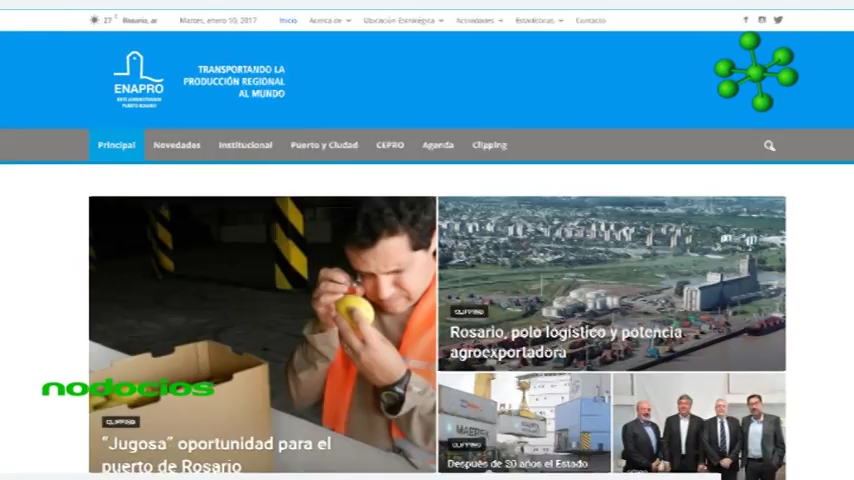 27 C Rosario, ar Martes, enero 10, 2017 Inicio Acerca de Ubicación Estratégica Actividades Estadísticas Contacto
ENAPRO
ENTE ADMINISTRADOR
PUERTO ROSARIO
TRANSPORTANDO LA
PRODUCCIÓN REGIONAL
AL MUNDO
Principal Novedades Institucional Puerto y Ciudad CEPRO Agenda Clipping
CLIPPING
Rosario, polo logístico y potencia
agroexportadora
nodocios
CLIPPING
"Jugosa" oportunidad para el
puerto de Rosario
MAERSK
CLIPPING
Después de 30 años el Estado